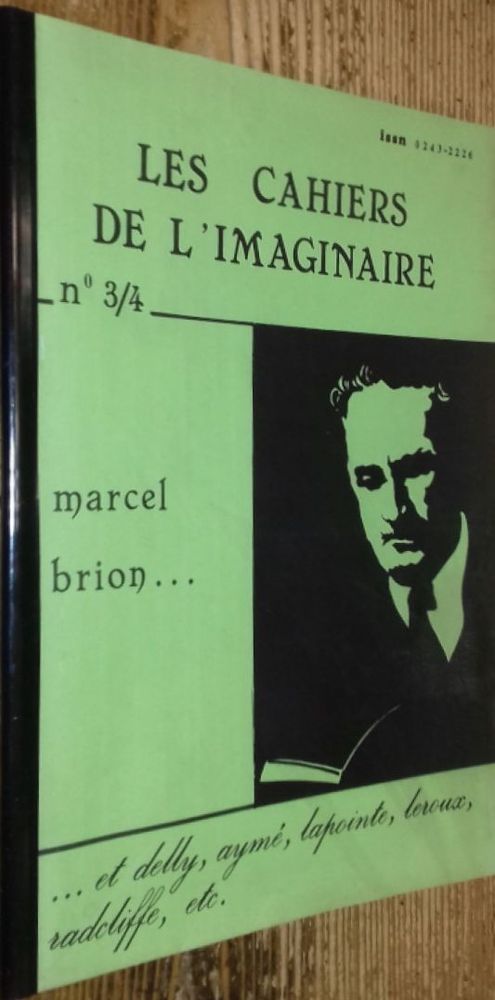 issn 0243-2226
LES CAHIERS
DE L'IMAGINAIRE
n° 3/4
marcel
brion...
... et delly, aymé, lapointe, leroux,
radcliffe, etc.